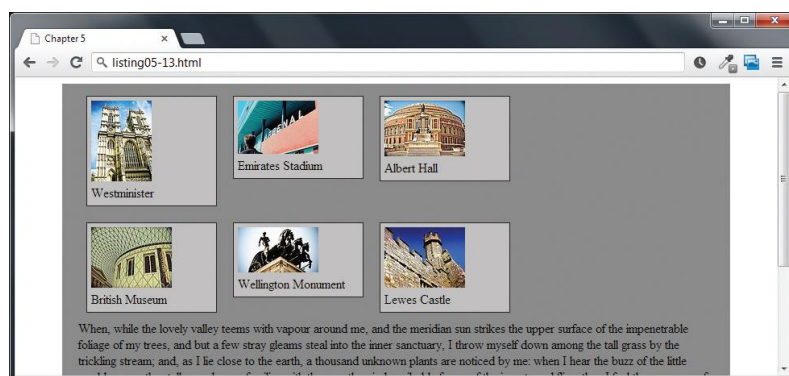 Chapter 5
listing05-13.html
ARSENAL
Westminister
Emirates Stadium
Albert Hall
British Museum
Wellington Monument
Lewes Castle
When, while the lovely valley teems with vapour around me, and the meridian sun strikes the upper surface of the impenetrable
foliage of my trees, and but a few stray gleams steal into the inner sanctuary, I throw myself down among the tall grass by the
trickling stream; and, as I lie close to the earth, a thousand unknown plants are noticed by me: when I hear the buzz of the little